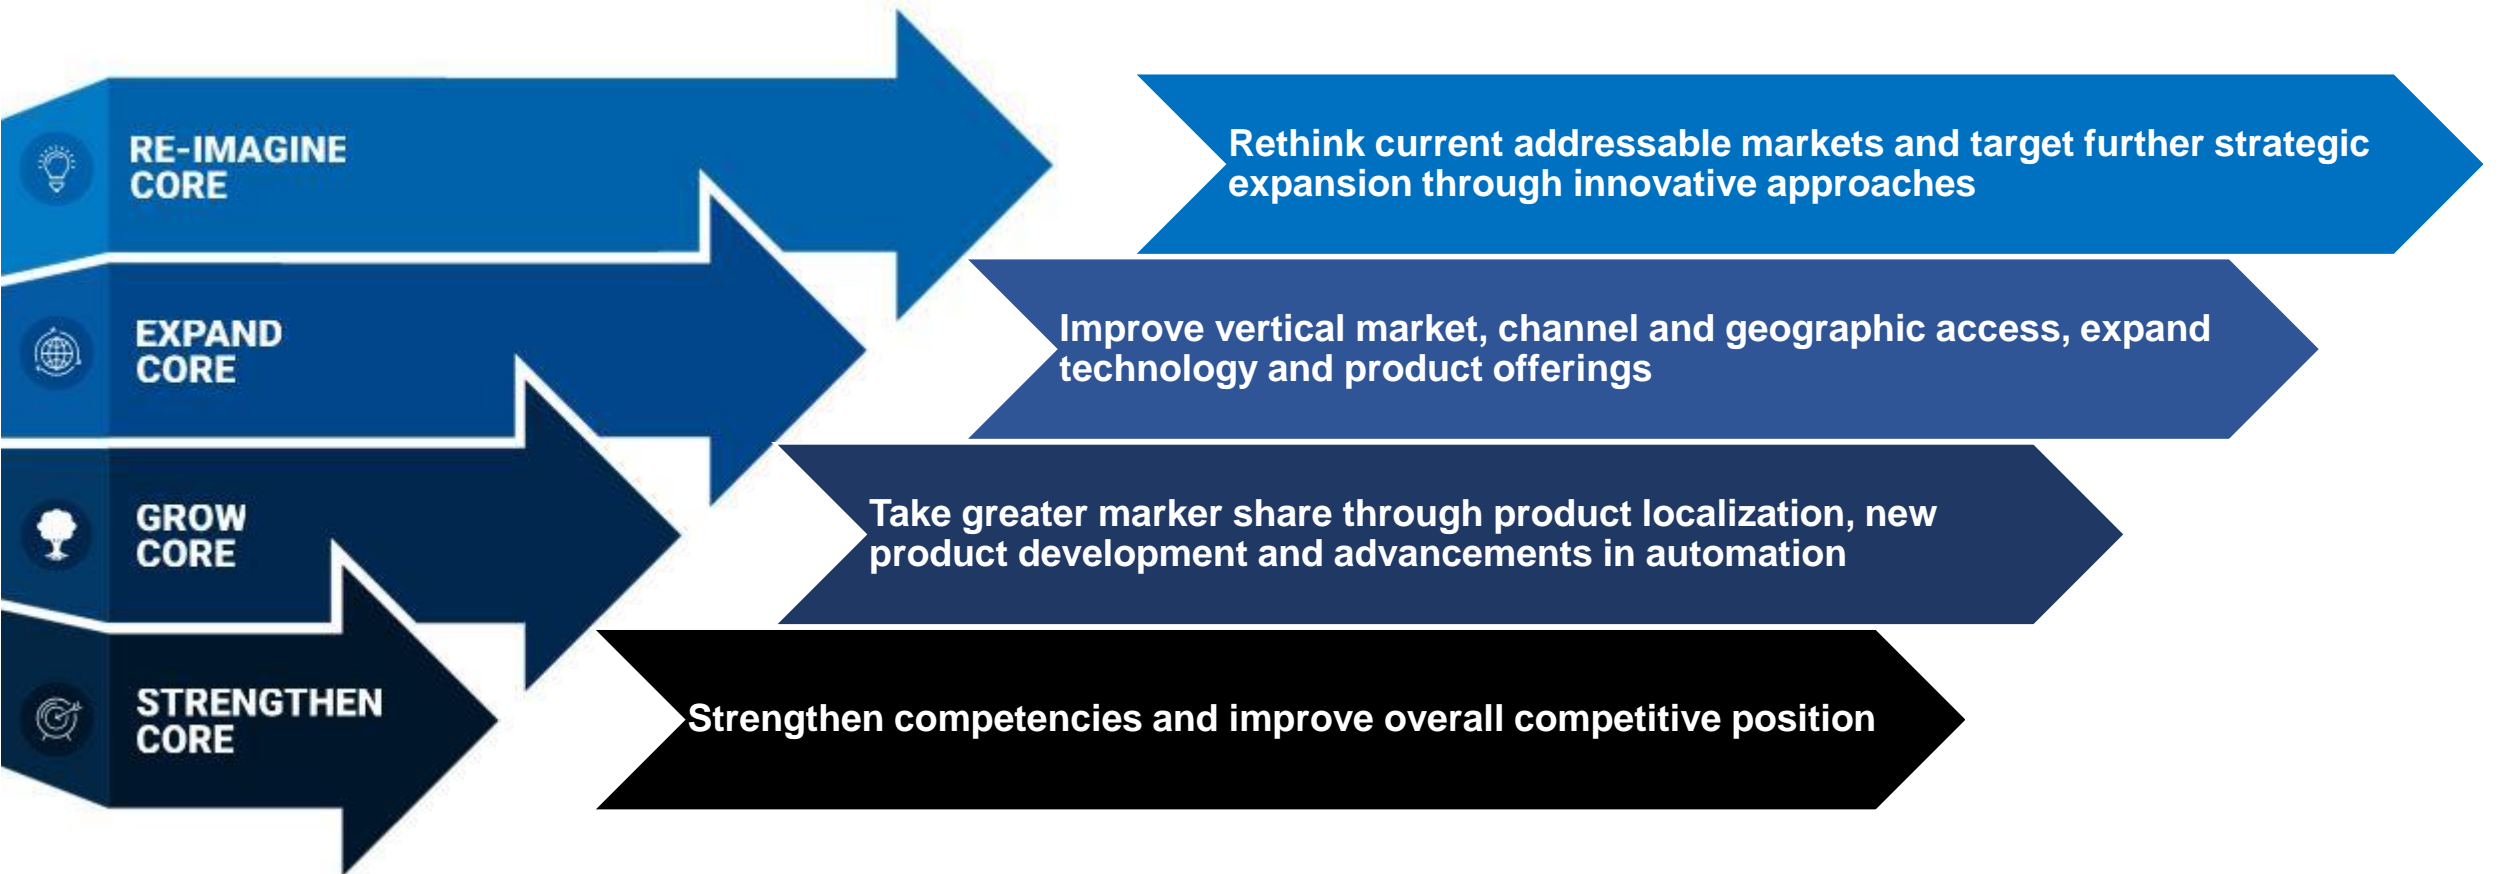 RE-IMAGINE
CORE
Rethink current addressable markets and target further strategic
expansion through innovative approaches
EXPAND
CORE
Improve vertical market, channel and geographic access, expand
technology and product offerings
GROW
CORE
Take greater marker share through product localization, new
product development and advancements in automation
STRENGTHEN
CORE
Strengthen competencies and improve overall competitive position